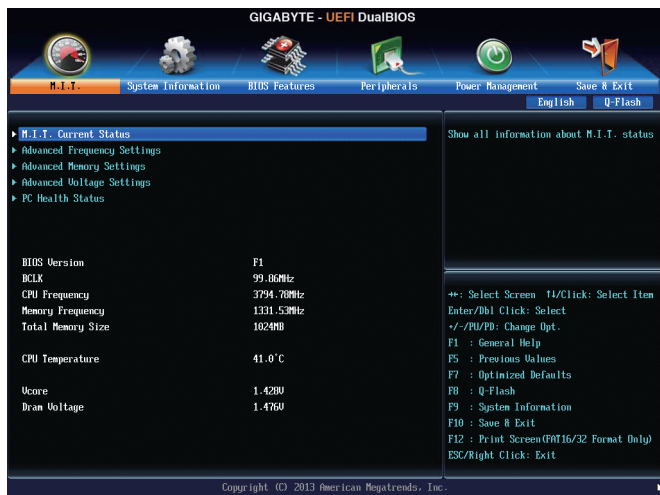 GIGABYTE - UEFI DualBIOS
M.I.T.
System Information
BIOS Features
Peripherals
Power Management
Save & Exit
English
Q-Flash
M.I.T. Current Status
Advanced Frequency Settings
Advanced Memory Settings
Advanced Voltage Settings
PC Health Status
BIOS Version F1
BCLK 99.86MHz
CPU Frequency 3794.78MHz
Memory Frequency 1331.53MHz
Total Memory Size 1024MB
CPU Temperature 41.0°C
Vcore 1.428V
Dram Voltage 1.476V
Show all information about M.I.T. status
→←: Select Screen ↑↓/Click: Select Item
Enter/Dbl Click: Select
+/-/PU/PD: Change Opt.
F1 : General Help
F5 : Previous Values
F7 : Optimized Defaults
F8 : Q-Flash
F9 : System Information
F10 : Save & Exit
F12 : Print Screen(FAT16/32 Format Only)
ESC/Right Click: Exit
Copyright (C) 2013 American Megatrends, Inc.